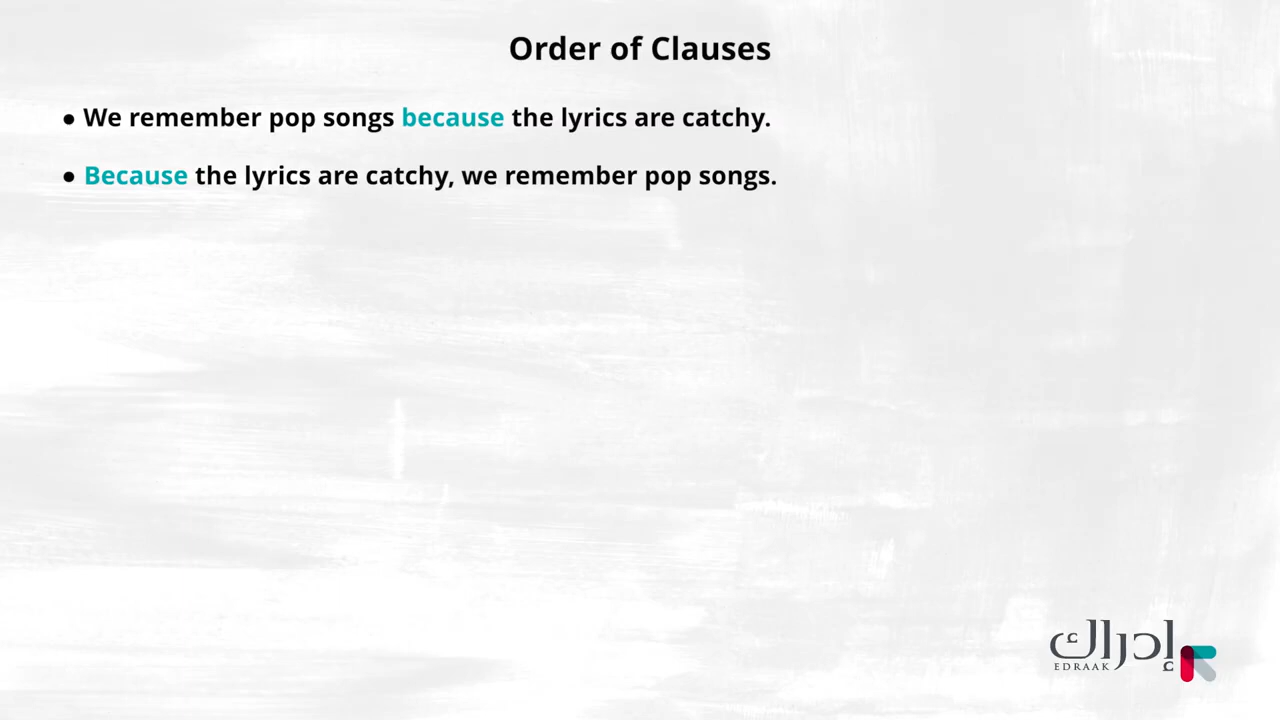 Order of Clauses
● We remember pop songs because the lyrics are catchy.
● Because the lyrics are catchy, we remember pop songs.
إدراك
EDRAAK